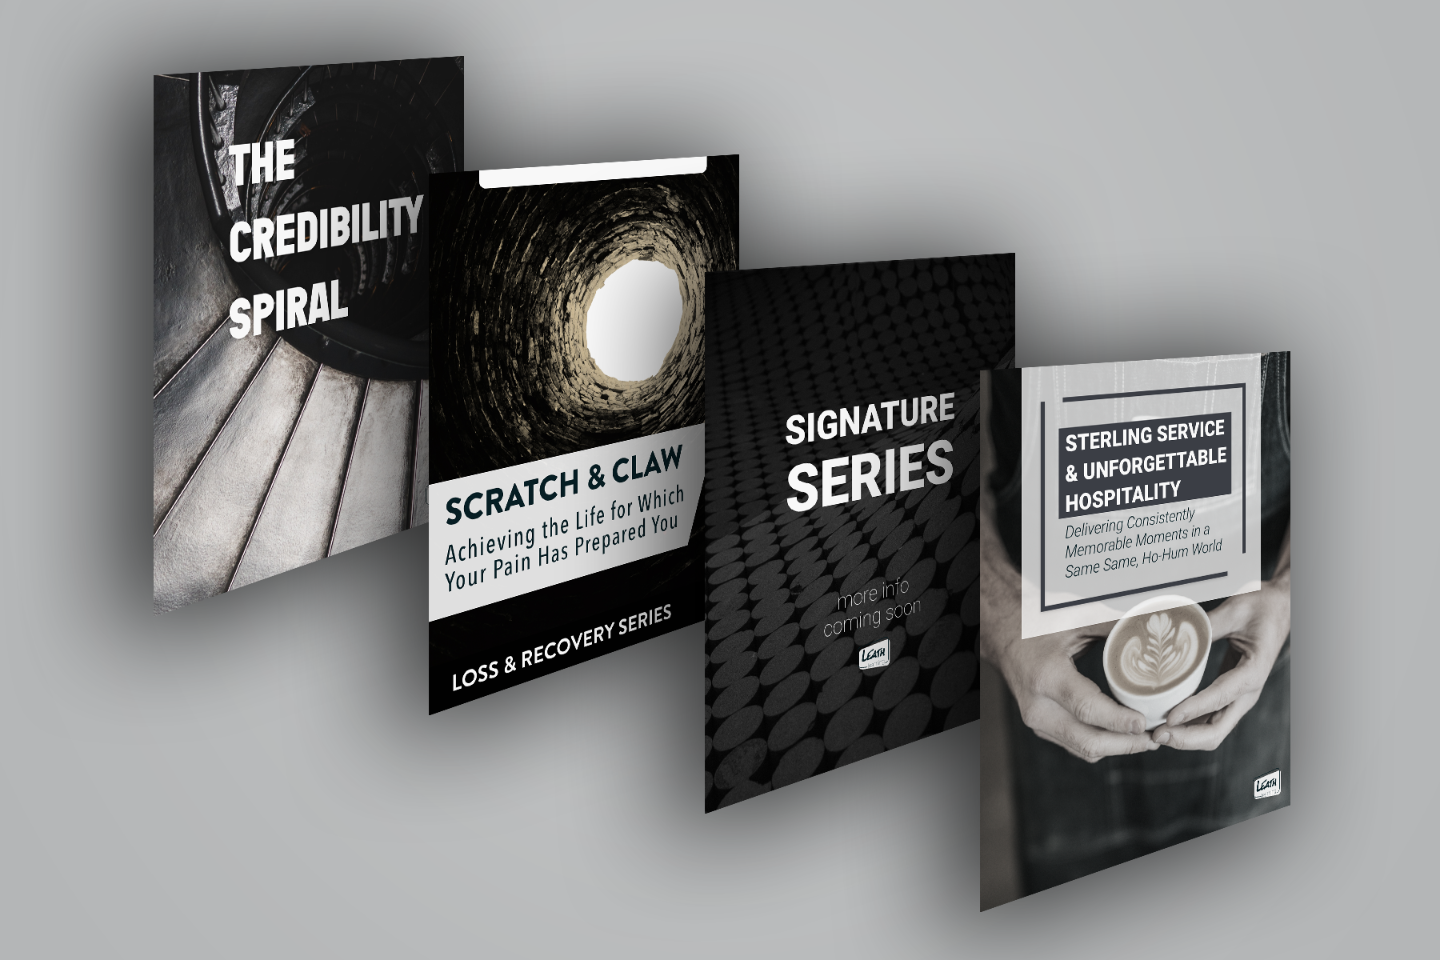 THE
CREDIBILITY
SPIRAL
SCRATCH & CLAW
Achieving the Life for Which
Your Pain Has Prepared You
LOSS & RECOVERY SERIES
SIGNATURE
SERIES
more info
coming soon
LEATH
STERLING SERVICE
& UNFORGETTABLE
HOSPITALITY
Delivering Consistently
Memorable Moments in a
Same Same, Ho-Hum World
LEATH